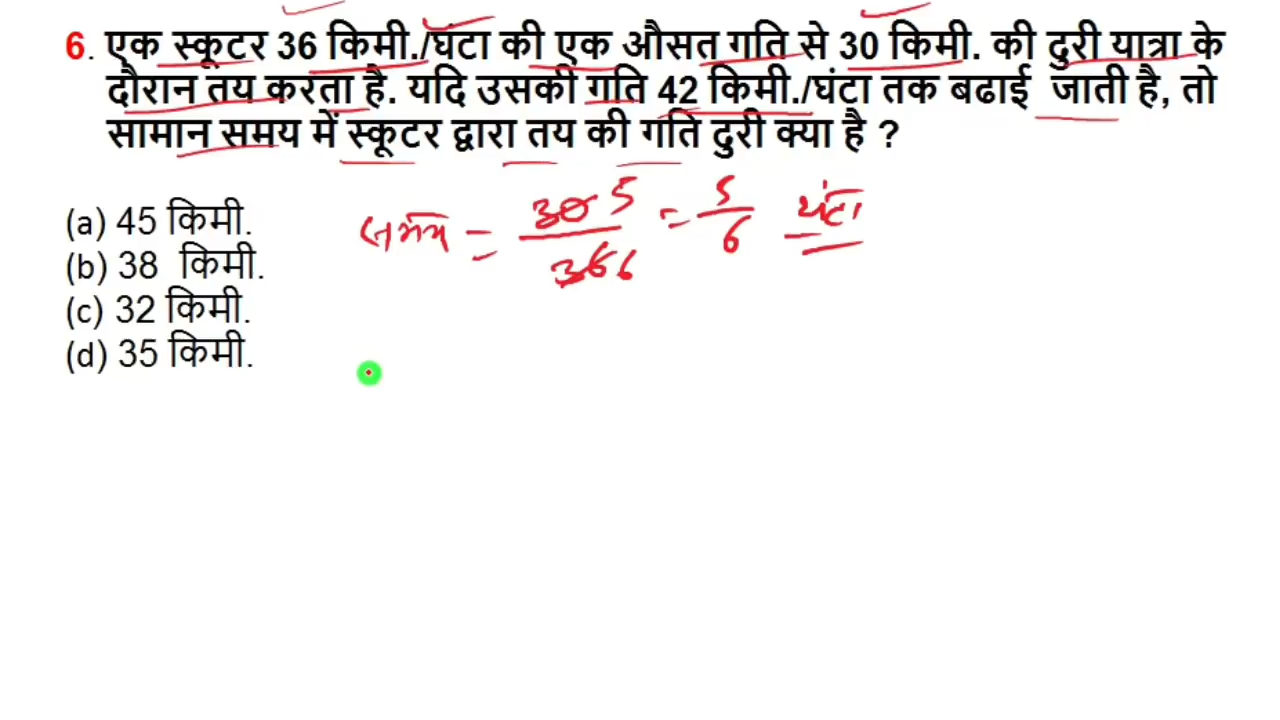 6. एक स्कूटर 36 किमी./घंटा की एक औसत गति से 30 किमी. की दुरी यात्रा के
दौरान तय करता है. यदि उसकी गति 42 किमी./घंटा तक बढाई जाती है, तो
सामान समय में स्कूटर द्वारा तय की गति दुरी क्या है ?
(a) 45 किमी.
(b) 38 किमी.
(c) 32 किमी.
(d) 35 किमी.
समय = 30 5 / 36 6 = 5/6 घंटा